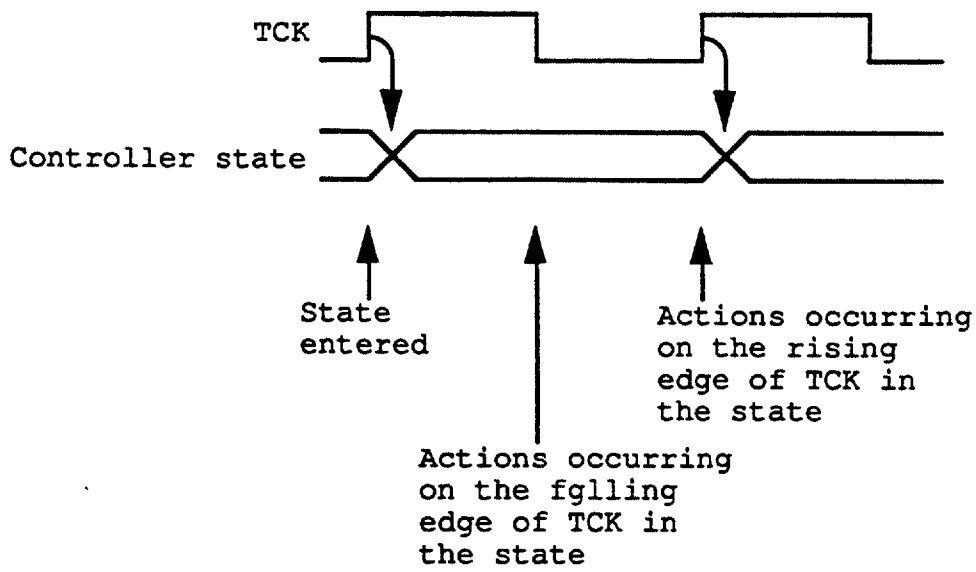 TCK
Controller state
State
entered
Actions occurring
on the rising
edge of TCK in
the state
Actions occurring
on the fglling
edge of TCK in
the state